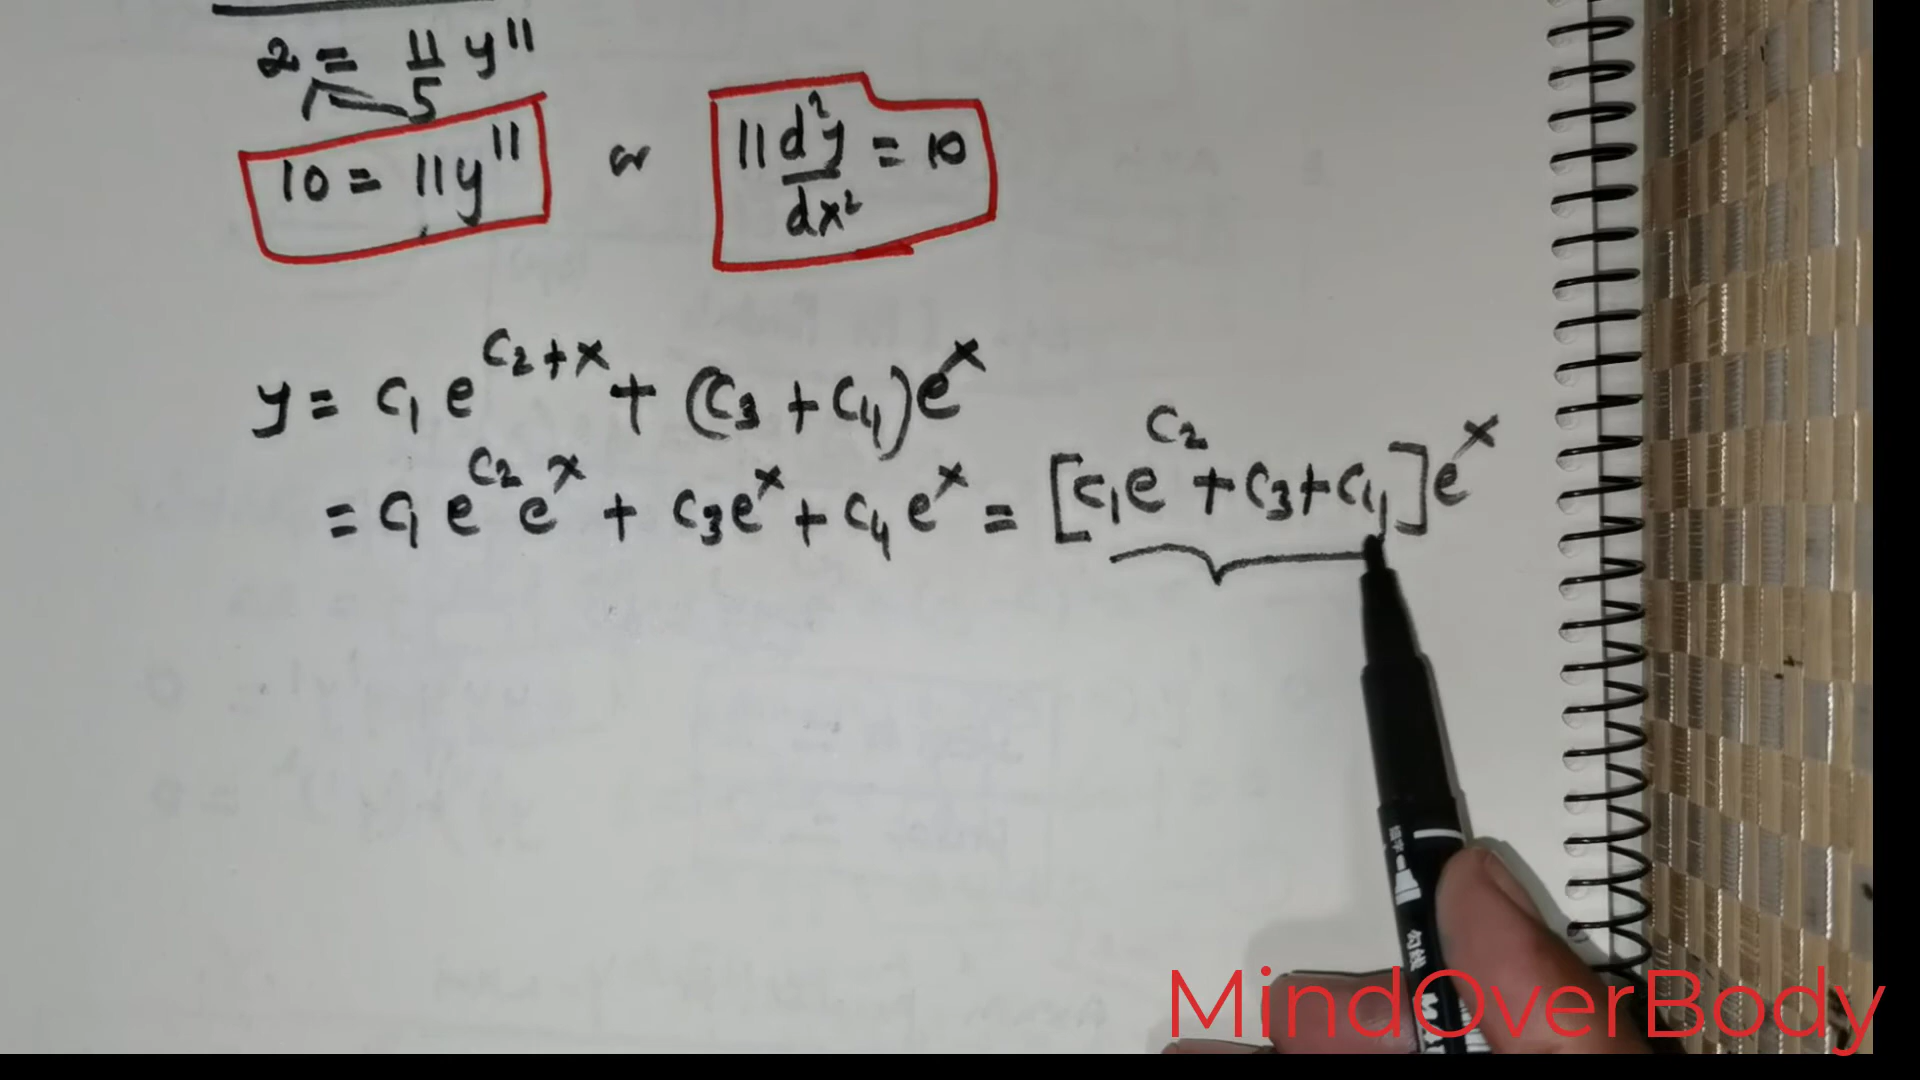 2 = 11/5 y''
10 = 11y'' or 11 d²y/dx² = 10
y = c₁ e^(c₂+x) + (c₃ + c₄)e^x
= c₁ e^c₂ e^x + c₃e^x + c₄ e^x = [c₁e^c₂ + c₃ + c₄]e^x
MindOverBody